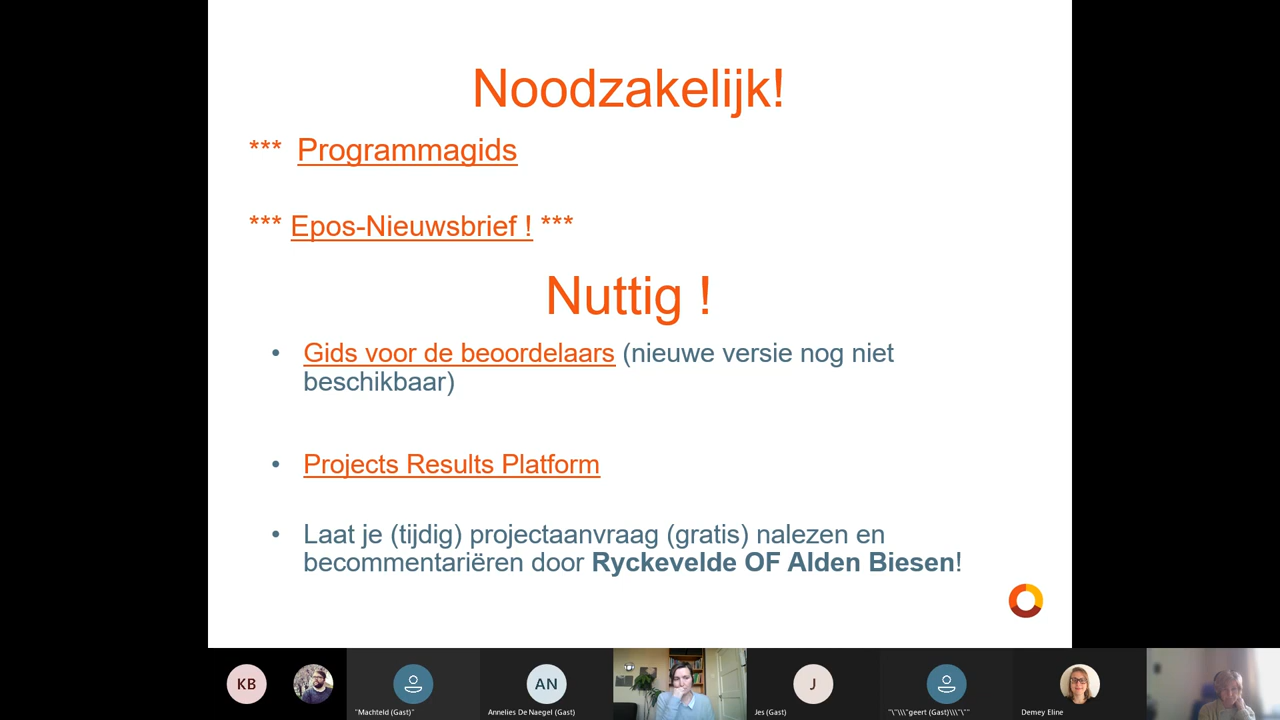 Noodzakelijk!
*** Programmagids
*** Epos-Nieuwsbrief ! ***
Nuttig !
• Gids voor de beoordelaars (nieuwe versie nog niet
beschikbaar)
• Projects Results Platform
• Laat je (tijdig) projectaanvraag (gratis) nalezen en
becommentariëren door Ryckevelde OF Alden Biesen!
KB
AN
J
"Machteld (Gast)"
Annelies De Naegel (Gast)
Jes (Gast)
"\"\\\"geert (Gast)\\\"\""
Demey Eline